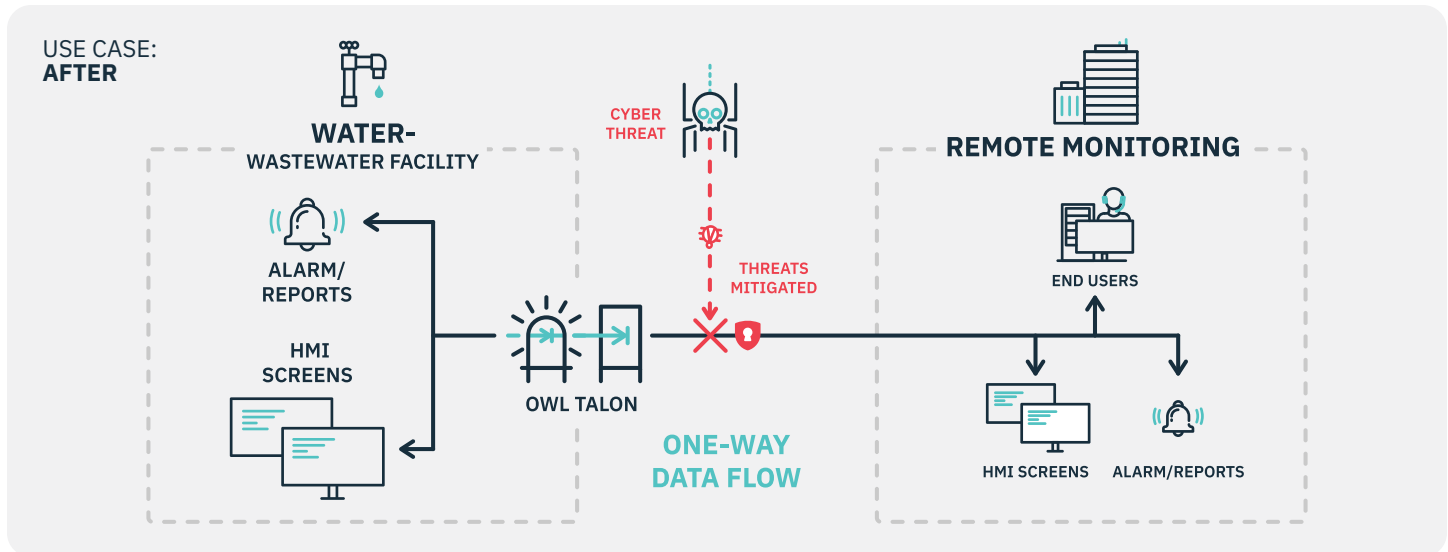 USE CASE:
AFTER
WATER-
WASTEWATER FACILITY
ALARM/
REPORTS
HMI
SCREENS
OWL TALON
CYBER
THREAT
THREATS
MITIGATED
ONE-WAY
DATA FLOW
REMOTE MONITORING
END USERS
HMI SCREENS
ALARM/REPORTS